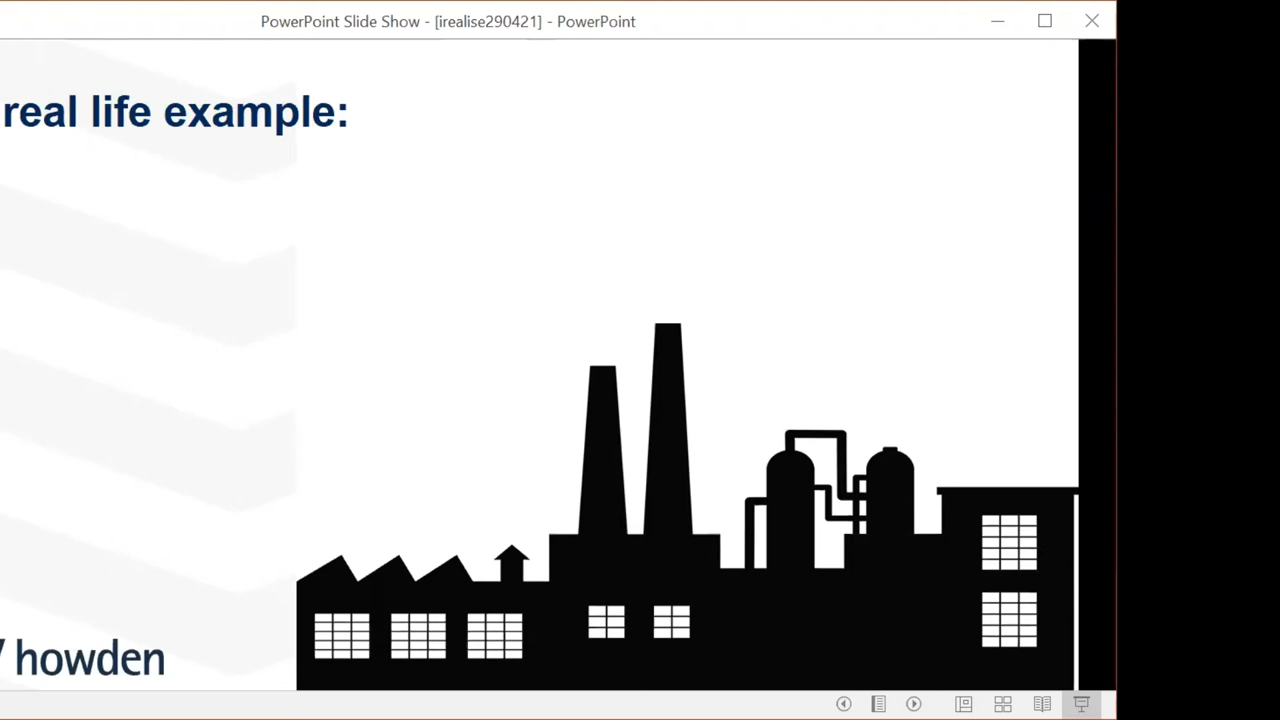 PowerPoint Slide Show - [irealise290421] - PowerPoint
real life example:
howden